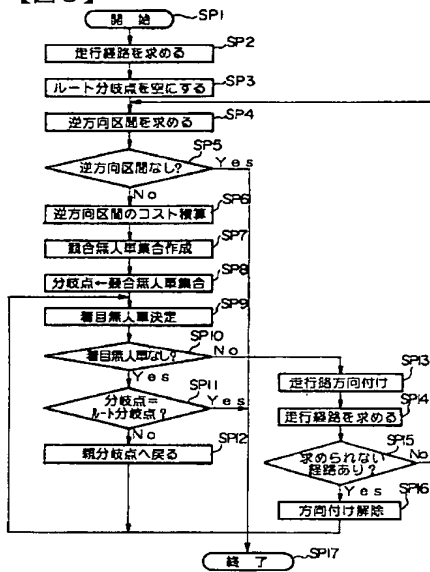 開 始
SP1
SP2
走行経路を求める
SP3
ルート分岐点を空にする
SP4
逆方向区間を求める
SP5
逆方向区間なし?
Yes
No
SP6
逆方向区間のコスト積算
SP7
競合無人車集合作成
SP8
分岐点←競合無人車集合
SP9
着目無人車決定
SP10
着目無人車なし?
No
Yes
SP11
分岐点=
ルート分岐点?
Yes
No
SP12
親分岐点へ戻る
SP13
走行路方向付け
SP14
走行経路を求める
SP15
求められない
経路あり?
No
Yes
SP16
方向付け解除
終 了
SP17